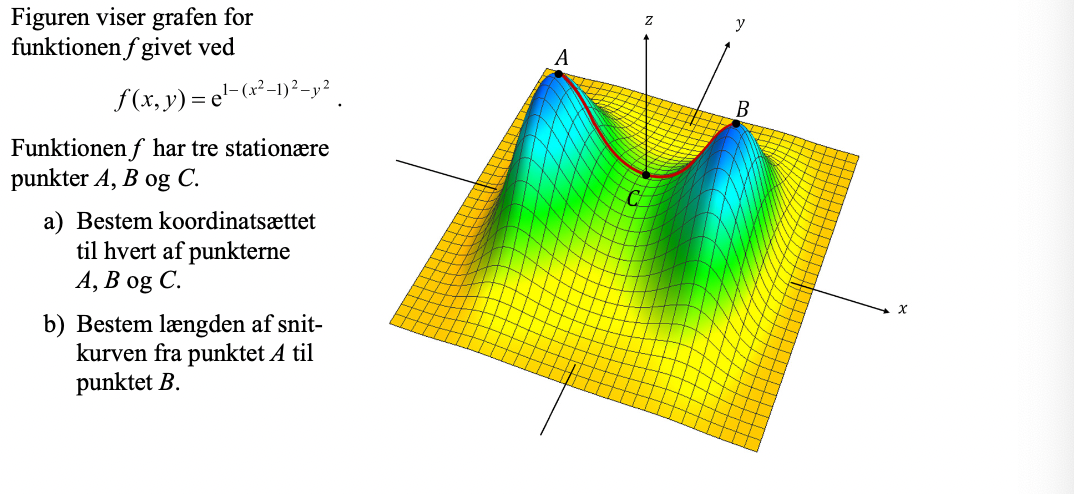 Figuren viser grafen for
funktionen f givet ved
f(x, y) = e^{1–(x²–1)²–y²} .
Funktionen f har tre stationære
punkter A, B og C.
a) Bestem koordinatsættet
til hvert af punkterne
A, B og C.
b) Bestem længden af snit-
kurven fra punktet A til
punktet B.
z
y
A
B
C
x